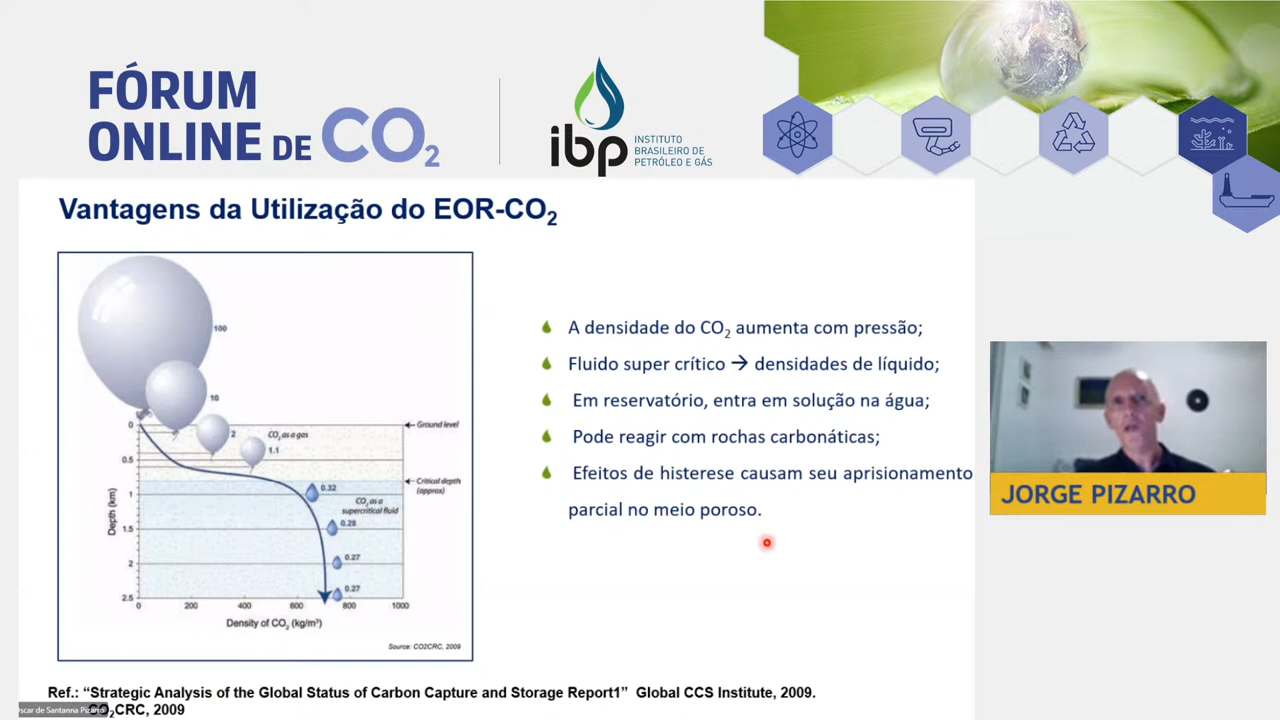 FÓRUM
ONLINE DE CO2
ibp
INSTITUTO
BRASILEIRO DE
PETRÓLEO E GÁS
Vantagens da Utilização do EOR-CO2
100
10
2
1.1
0.32
0.28
0.27
0.27
CO2 as a gas
Ground level
Critical depth
(approx)
CO2 as a
supercritical fluid
Depth (km)
0
0.5
1
1.5
2
2.5
0 200 400 600 800 1000
Density of CO2 (kg/m³)
Source: CO2CRC, 2009
A densidade do CO2 aumenta com pressão;
Fluido super crítico → densidades de líquido;
Em reservatório, entra em solução na água;
Pode reagir com rochas carbonáticas;
Efeitos de histerese causam seu aprisionamento
parcial no meio poroso.
JORGE PIZARRO
Ref.: “Strategic Analysis of the Global Status of Carbon Capture and Storage Report1” Global CCS Institute, 2009.
CO2CRC, 2009
oscar de Santanna Pizarro